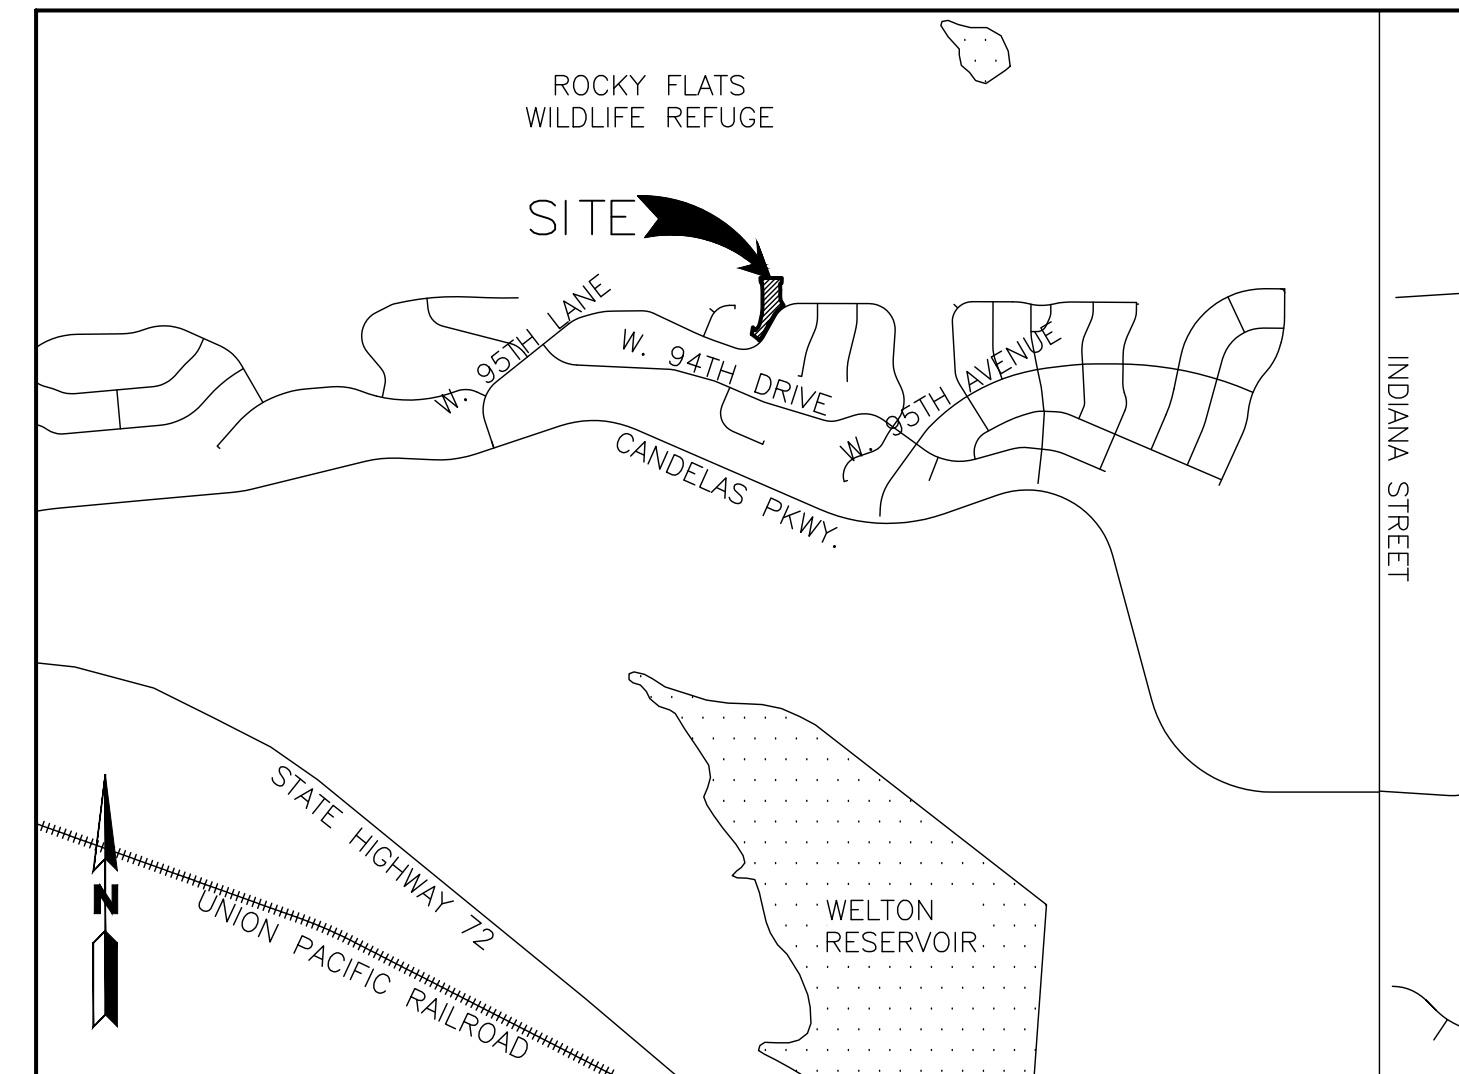 ROCKY FLATS
WILDLIFE REFUGE
SITE
W. 95TH LANE
W. 94TH DRIVE
W. 95TH AVENUE
INDIANA STREET
CANDELAS PKWY.
STATE HIGHWAY 72
N
UNION PACIFIC RAILROAD
WELTON
RESERVOIR